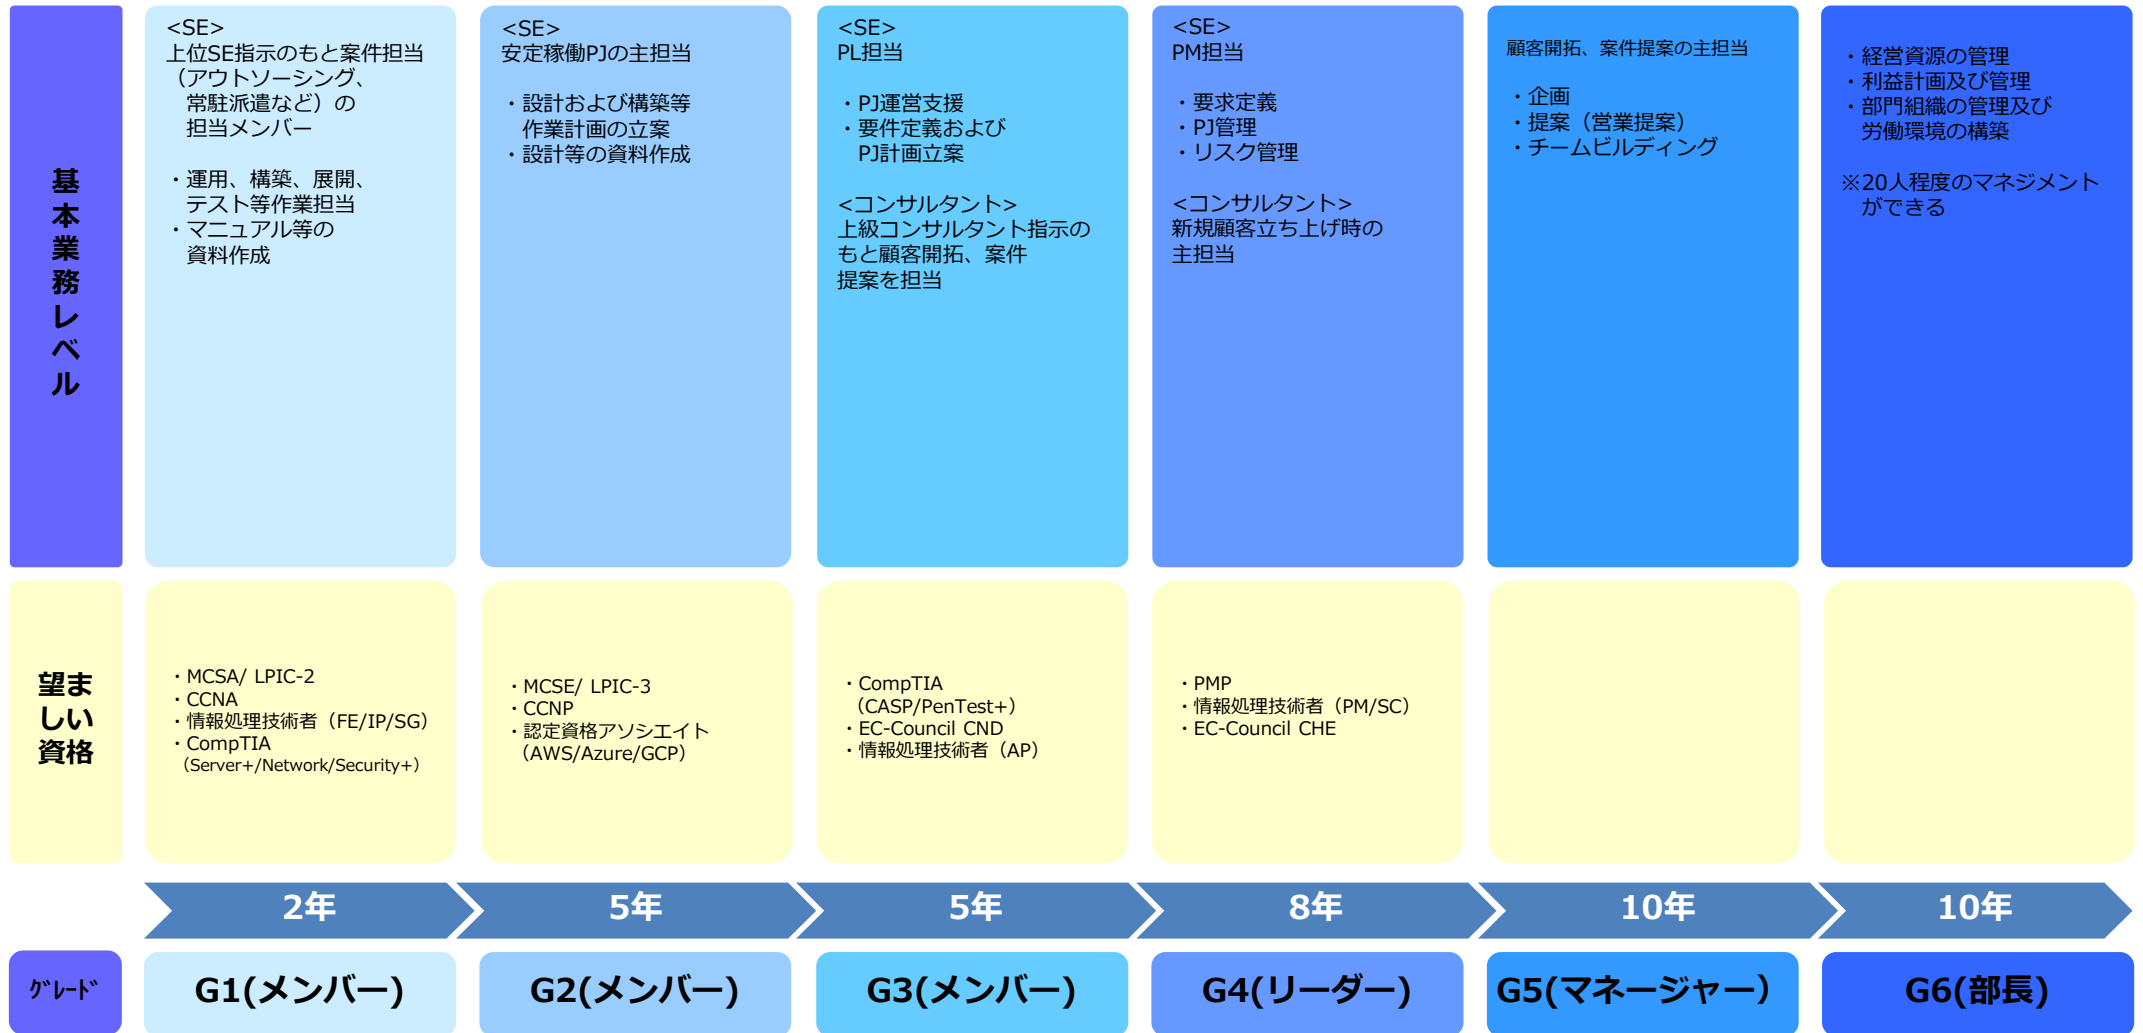 基本業務レベル
<SE>
上位SE指示のもと案件担当
（アウトソーシング、
常駐派遣など）の
担当メンバー
・運用、構築、展開、
テスト等作業担当
・マニュアル等の
資料作成
<SE>
安定稼働PJの主担当
・設計および構築等
作業計画の立案
・設計等の資料作成
<SE>
PL担当
・PJ運営支援
・要件定義および
PJ計画立案
<コンサルタント>
上級コンサルタント指示の
もと顧客開拓、案件
提案を担当
<SE>
PM担当
・要求定義
・PJ管理
・リスク管理
<コンサルタント>
新規顧客立ち上げ時の
主担当
顧客開拓、案件提案の主担当
・企画
・提案（営業提案）
・チームビルディング
・経営資源の管理
・利益計画及び管理
・部門組織の管理及び
労働環境の構築
※20人程度のマネジメント
ができる
望ま
しい
資格
・MCSA/ LPIC-2
・CCNA
・情報処理技術者（FE/IP/SG）
・CompTIA
（Server+/Network/Security+）
・MCSE/ LPIC-3
・CCNP
・認定資格アソシエイト
（AWS/Azure/GCP）
・CompTIA
（CASP/PenTest+）
・EC-Council CND
・情報処理技術者（AP）
・PMP
・情報処理技術者（PM/SC）
・EC-Council CHE
2年
5年
5年
8年
10年
10年
ｸﾞﾚｰﾄﾞ
G1(メンバー)
G2(メンバー)
G3(メンバー)
G4(リーダー)
G5(マネージャー）
G6(部長)